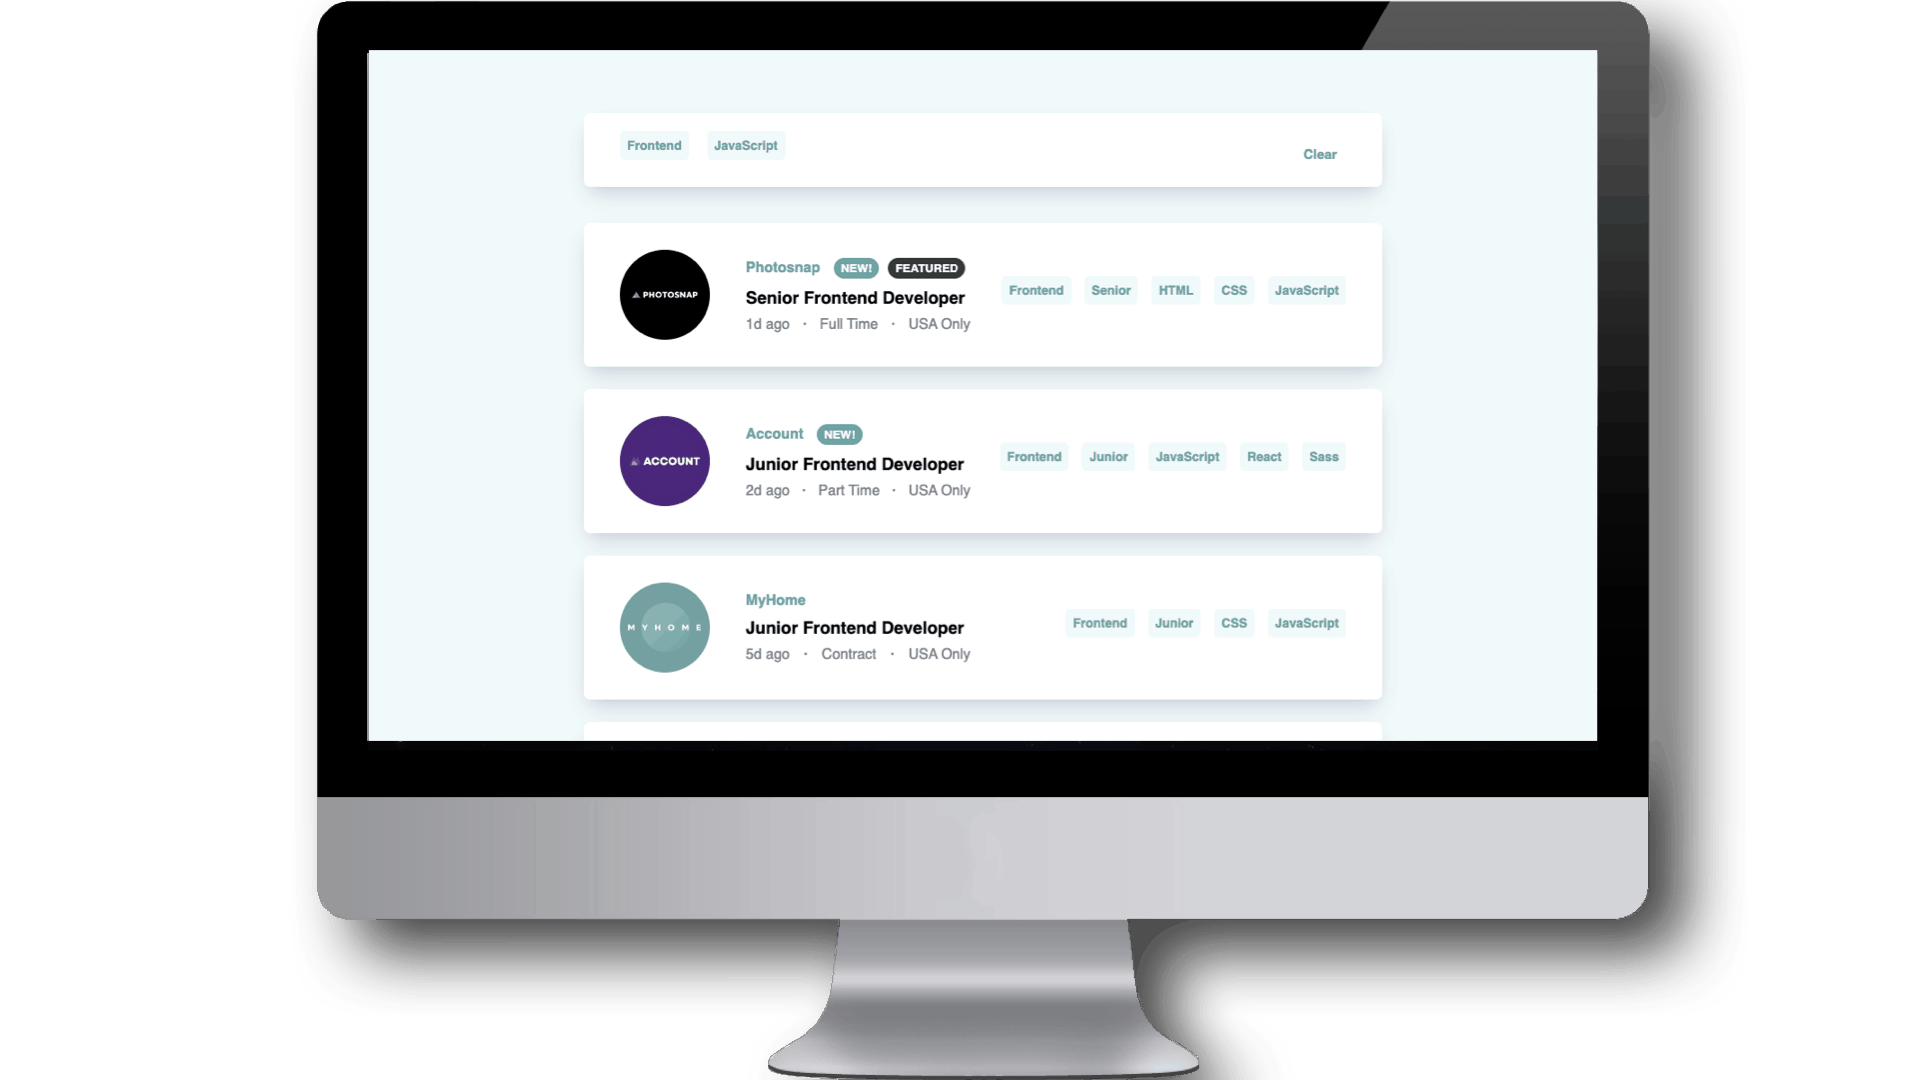 Frontend JavaScript
Clear
PHOTOSNAP
Photosnap NEW! FEATURED
Senior Frontend Developer
1d ago · Full Time · USA Only
Frontend Senior HTML CSS JavaScript
ACCOUNT
Account NEW!
Junior Frontend Developer
2d ago · Part Time · USA Only
Frontend Junior JavaScript React Sass
MYHOME
MyHome
Junior Frontend Developer
5d ago · Contract · USA Only
Frontend Junior CSS JavaScript